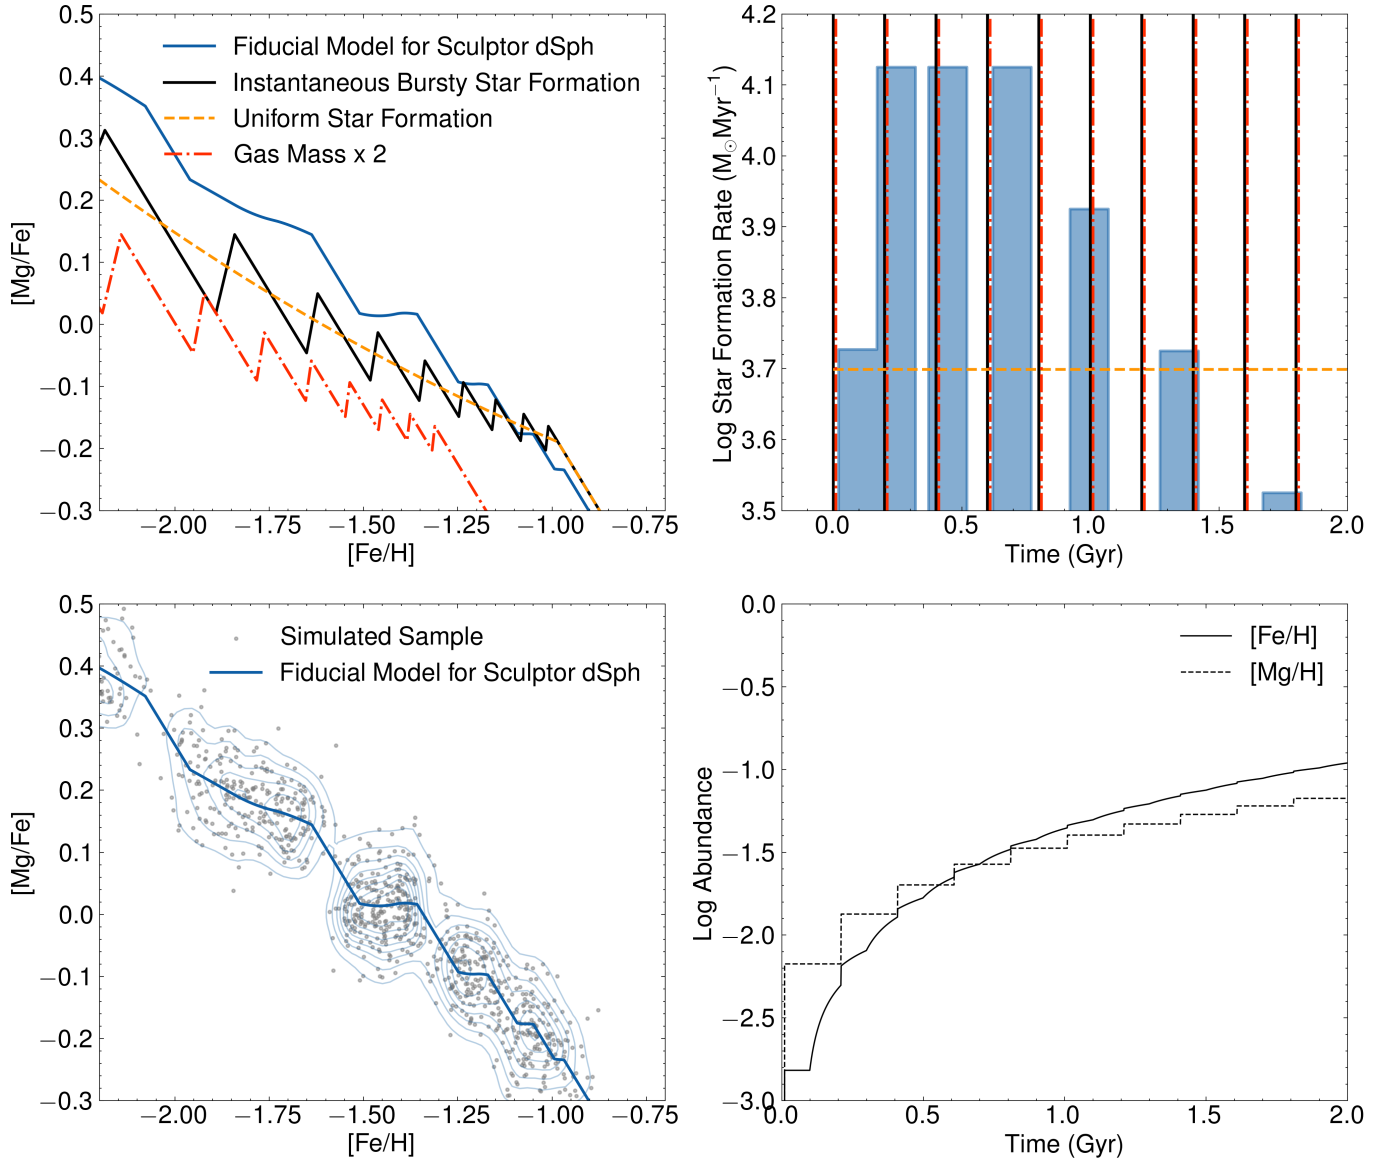 0.5
0.4
0.3
0.2
0.1
0.0
−0.1
−0.2
−0.3
[Mg/Fe]
Fiducial Model for Sculptor dSph
Instantaneous Bursty Star Formation
Uniform Star Formation
Gas Mass x 2
−2.00 −1.75 −1.50 −1.25 −1.00 −0.75
[Fe/H]
4.2
4.1
4.0
3.9
3.8
3.7
3.6
3.5
Log Star Formation Rate (M⊙Myr⁻¹)
0.0 0.5 1.0 1.5 2.0
Time (Gyr)
0.5
0.4
0.3
0.2
0.1
0.0
−0.1
−0.2
−0.3
[Mg/Fe]
Simulated Sample
Fiducial Model for Sculptor dSph
−2.00 −1.75 −1.50 −1.25 −1.00 −0.75
[Fe/H]
0.0
−0.5
−1.0
−1.5
−2.0
−2.5
−3.0
Log Abundance
[Fe/H]
[Mg/H]
0.0 0.5 1.0 1.5 2.0
Time (Gyr)